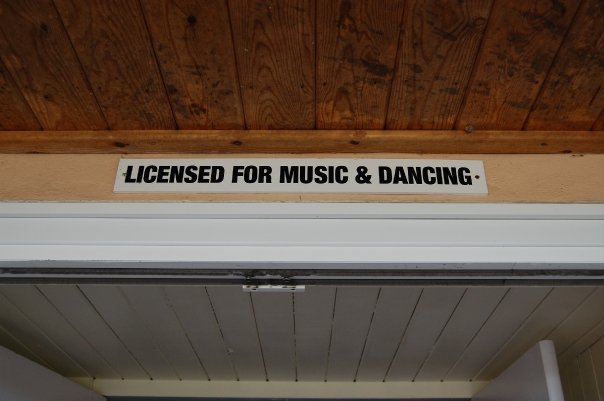 LICENSED FOR MUSIC & DANCING